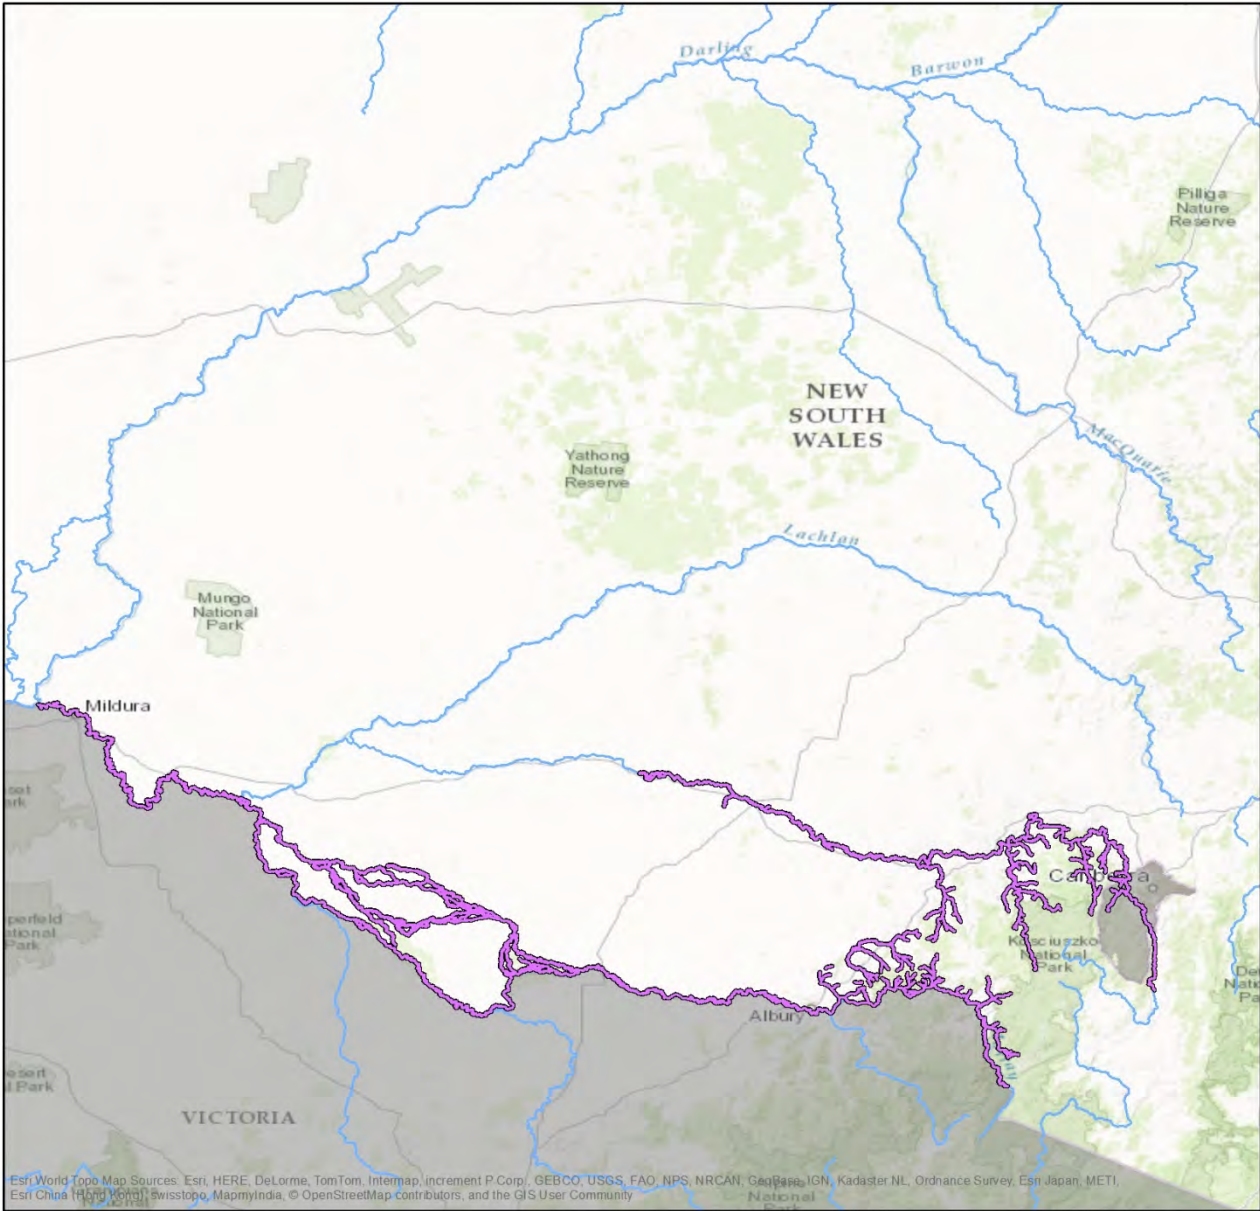 Darling
Barwon
Pilliga
Nature
Reserve
NEW
SOUTH
WALES
MacQuarie
Yathong
Nature
Reserve
Lachlan
Mungo
National
Park
Mildura
Canberra
Kosciuszko
National
Park
Albury
VICTORIA
National
Park
Esri World Topo Map Sources: Esri, HERE, DeLorme, TomTom, Intermap, increment P Corp., GEBCO, USGS, FAO, NPS, NRCAN, GeoBase, IGN, Kadaster NL, Ordnance Survey, Esri Japan, METI,
Esri China (Hong Kong), swisstopo, MapmyIndia, © OpenStreetMap contributors, and the GIS User Community